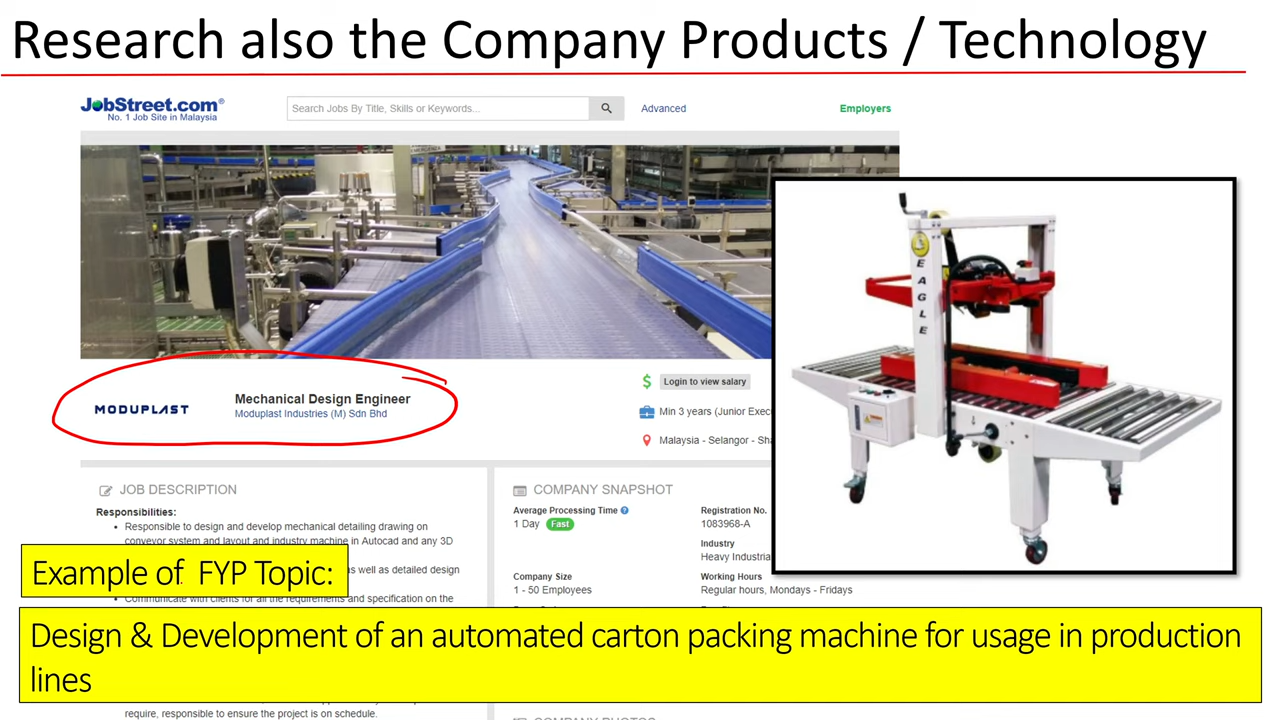 Research also the Company Products / Technology
JobStreet.com®
No. 1 Job Site in Malaysia
Search Jobs By Title, Skills or Keywords...
Advanced
Employers
EAGLE
MODUPLAST
Mechanical Design Engineer
Moduplast Industries (M) Sdn Bhd
$ Login to view salary
Min 3 years (Junior Exec
Malaysia - Selangor - Sha
JOB DESCRIPTION
Responsibilities:
• Responsible to design and develop mechanical detailing drawing on
conveyor system and layout and industry machine in Autocad and any 3D
as well as detailed design
Communicate with clients for all the requirements and specification on the
COMPANY SNAPSHOT
Average Processing Time ?
1 Day Fast
Registration No.
1083968-A
Industry
Heavy Industria
Company Size
1 - 50 Employees
Working Hours
Regular hours, Mondays - Fridays
Example of FYP Topic:
Design & Development of an automated carton packing machine for usage in production
lines
require, responsible to ensure the project is on schedule.
COMPANY PHOTOS